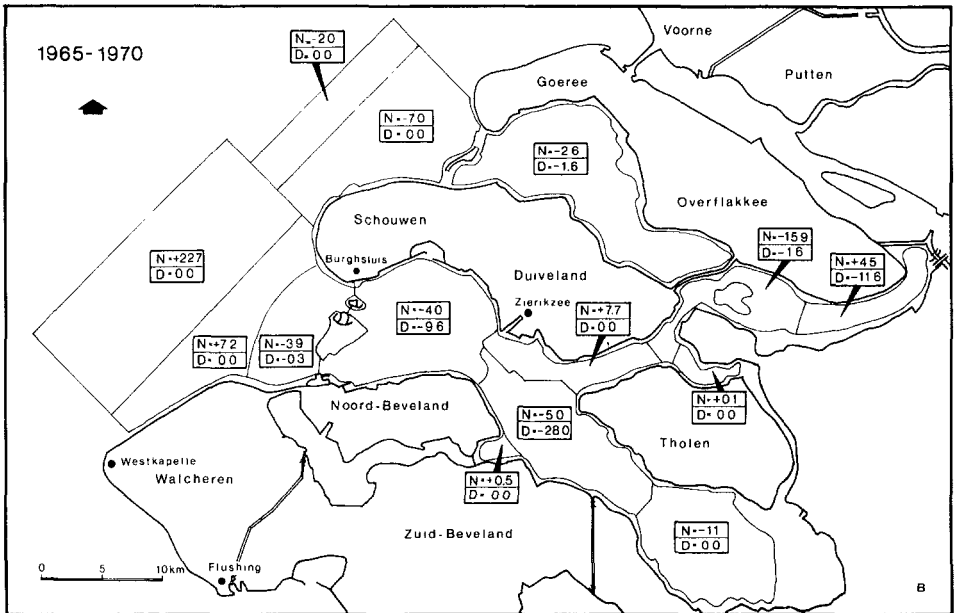 1965-1970
N=-20
D=00
Voorne
Putten
Goeree
N=-70
D=00
N=-26
D=-1.6
Overflakkee
Schouwen
N=-159
D=-16
N=+45
D=-116
Burghsluis
Duiveland
N=+227
D=00
Zierikzee
N=+7.7
D=00
N=-40
D=-96
N=+72
D=00
N=-39
D=-03
N=+01
D=00
Noord-Beveland
N=-50
D=-280
Tholen
Westkapelle
Walcheren
N=+0.5
D=00
Zuid-Beveland
N=-11
D=00
Flushing
0 5 10km
B